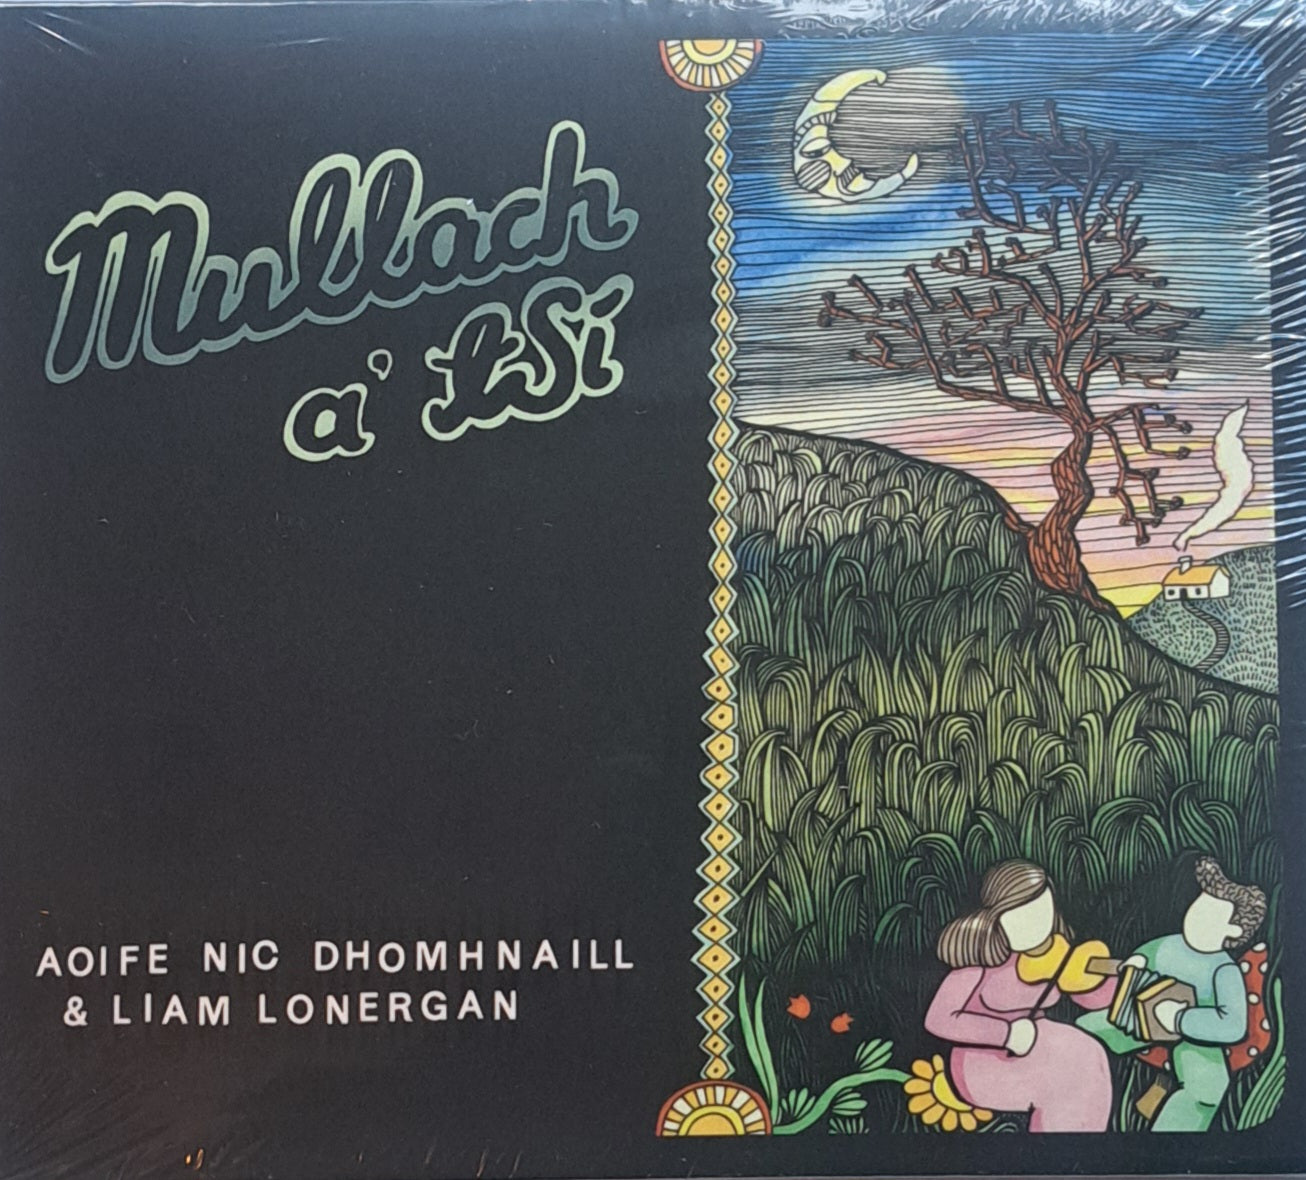 Mullach
a' tSí
AOIFE NIC DHOMHNAILL
& LIAM LONERGAN